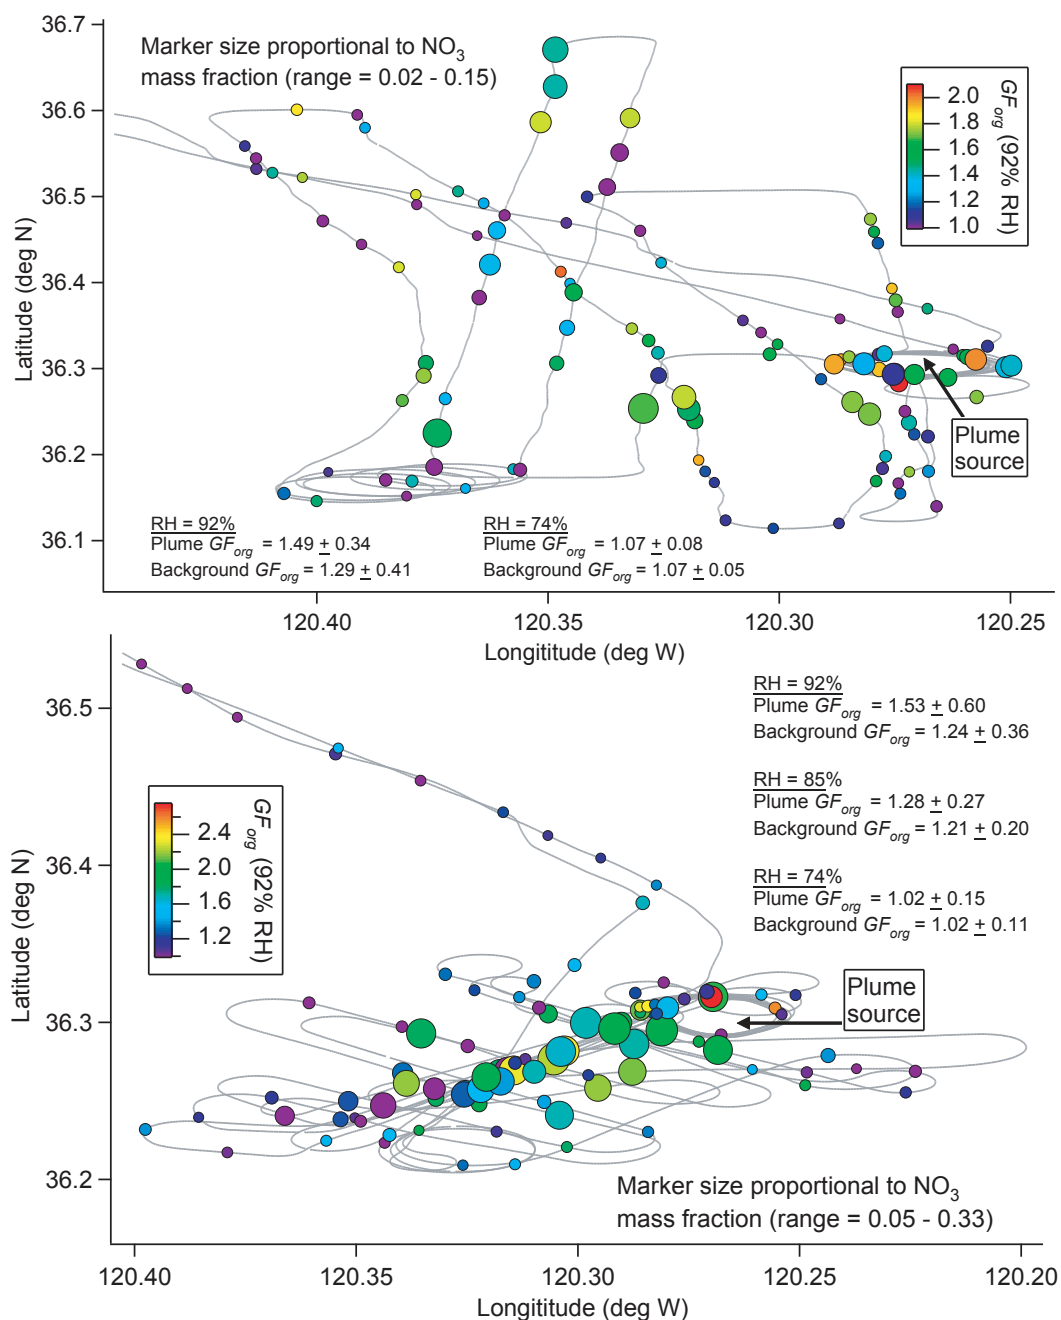 36.7
36.6
36.5
36.4
36.3
36.2
36.1
Latitude (deg N)
Marker size proportional to NO3
mass fraction (range = 0.02 - 0.15)
2.0
1.8
1.6
1.4
1.2
1.0
GForg (92% RH)
Plume
source
RH = 92%
Plume GForg = 1.49 ± 0.34
Background GForg = 1.29 ± 0.41
RH = 74%
Plume GForg = 1.07 ± 0.08
Background GForg = 1.07 ± 0.05
120.40
120.35
120.30
120.25
Longititude (deg W)
36.5
36.4
36.3
36.2
Latitude (deg N)
RH = 92%
Plume GForg = 1.53 ± 0.60
Background GForg = 1.24 ± 0.36
RH = 85%
Plume GForg = 1.28 ± 0.27
Background GForg = 1.21 ± 0.20
RH = 74%
Plume GForg = 1.02 ± 0.15
Background GForg = 1.02 ± 0.11
2.4
2.0
1.6
1.2
GForg (92% RH)
Plume
source
Marker size proportional to NO3
mass fraction (range = 0.05 - 0.33)
120.40
120.35
120.30
120.25
120.20
Longititude (deg W)